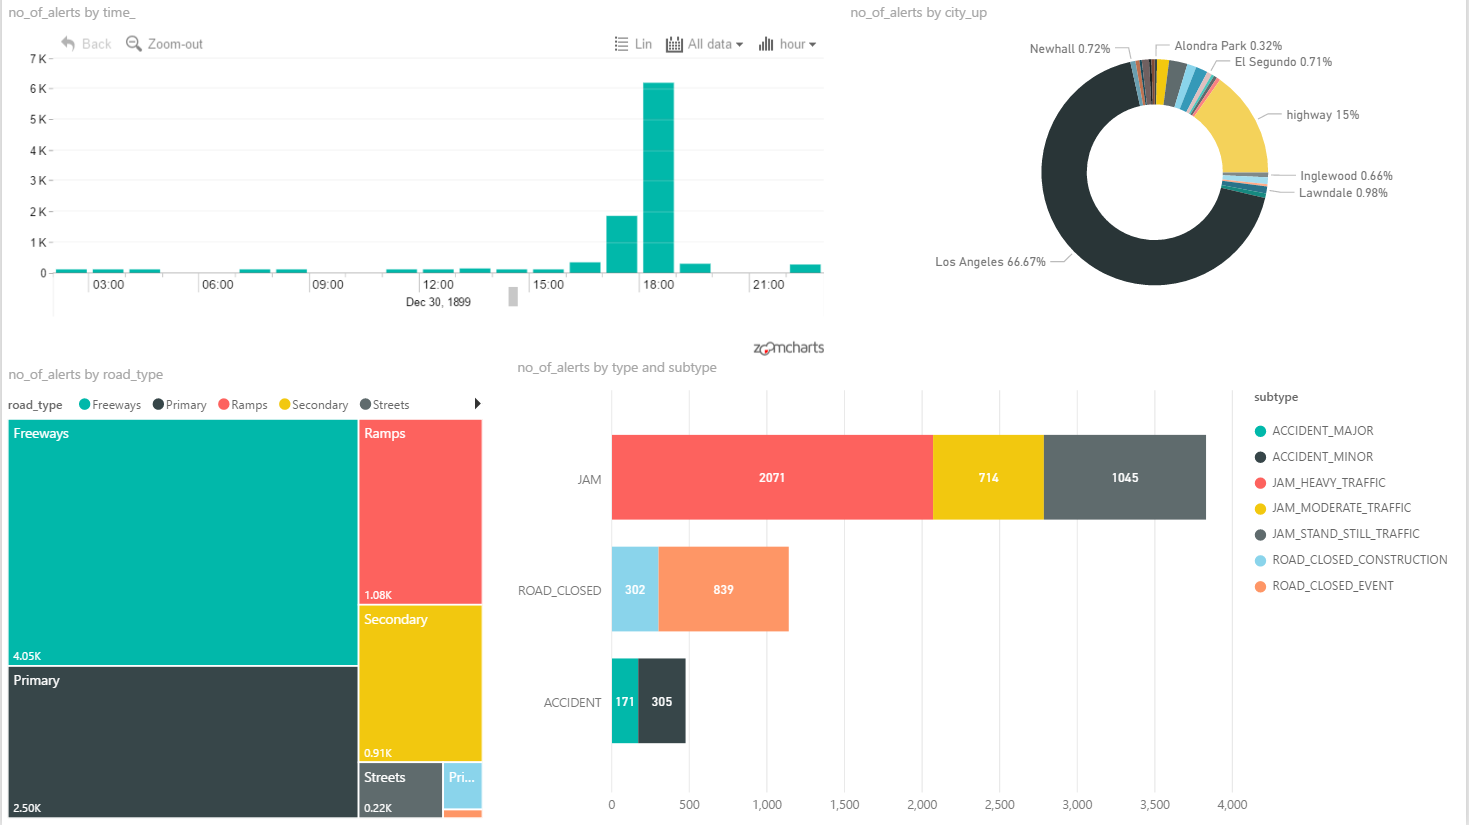 no_of_alerts by time_
Back
Zoom-out
Lin
All data
hour
7 K
6 K
5 K
4 K
3 K
2 K
1 K
0
03:00
06:00
09:00
12:00
15:00
18:00
21:00
Dec 30, 1899
zoomcharts
no_of_alerts by city_up
Newhall 0.72%
Alondra Park 0.32%
El Segundo 0.71%
highway 15%
Inglewood 0.66%
Lawndale 0.98%
Los Angeles 66.67%
no_of_alerts by road_type
road_type Freeways Primary Ramps Secondary Streets
Freeways
4.05K
Primary
2.50K
Ramps
1.08K
Secondary
0.91K
Streets
0.22K
Pri...
no_of_alerts by type and subtype
JAM
2071
714
1045
ROAD_CLOSED
302
839
ACCIDENT
171
305
0
500
1,000
1,500
2,000
2,500
3,000
3,500
4,000
subtype
ACCIDENT_MAJOR
ACCIDENT_MINOR
JAM_HEAVY_TRAFFIC
JAM_MODERATE_TRAFFIC
JAM_STAND_STILL_TRAFFIC
ROAD_CLOSED_CONSTRUCTION
ROAD_CLOSED_EVENT